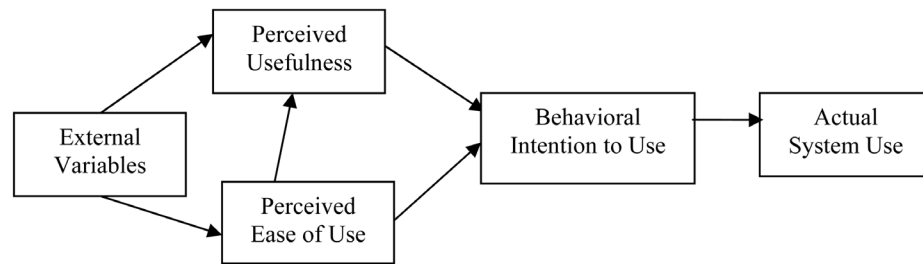 Perceived
Usefulness
External
Variables
Perceived
Ease of Use
Behavioral
Intention to Use
Actual
System Use